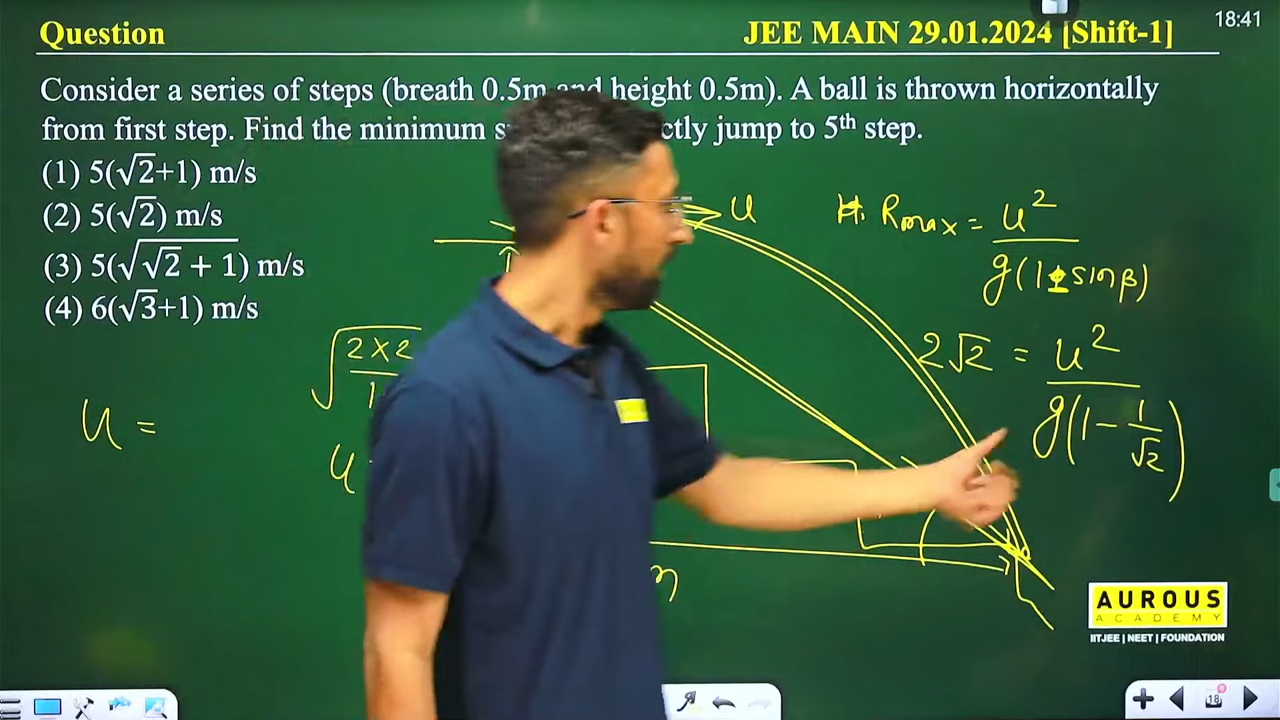 18:41
Question
JEE MAIN 29.01.2024 [Shift-1]
Consider a series of steps (breath 0.5m and height 0.5m). A ball is thrown horizontally
from first step. Find the minimum ctly jump to 5th step.
(1) 5(√2+1) m/s
(2) 5(√2) m/s
(3) 5(√√2 + 1) m/s
(4) 6(√3+1) m/s
u
Rmax = u²
g(1 sinβ)
√2×2
2√2 = u²
g(1 - 1/√2)
u =
u
AUROUS
ACADEMY
IITJEE | NEET | FOUNDATION
18